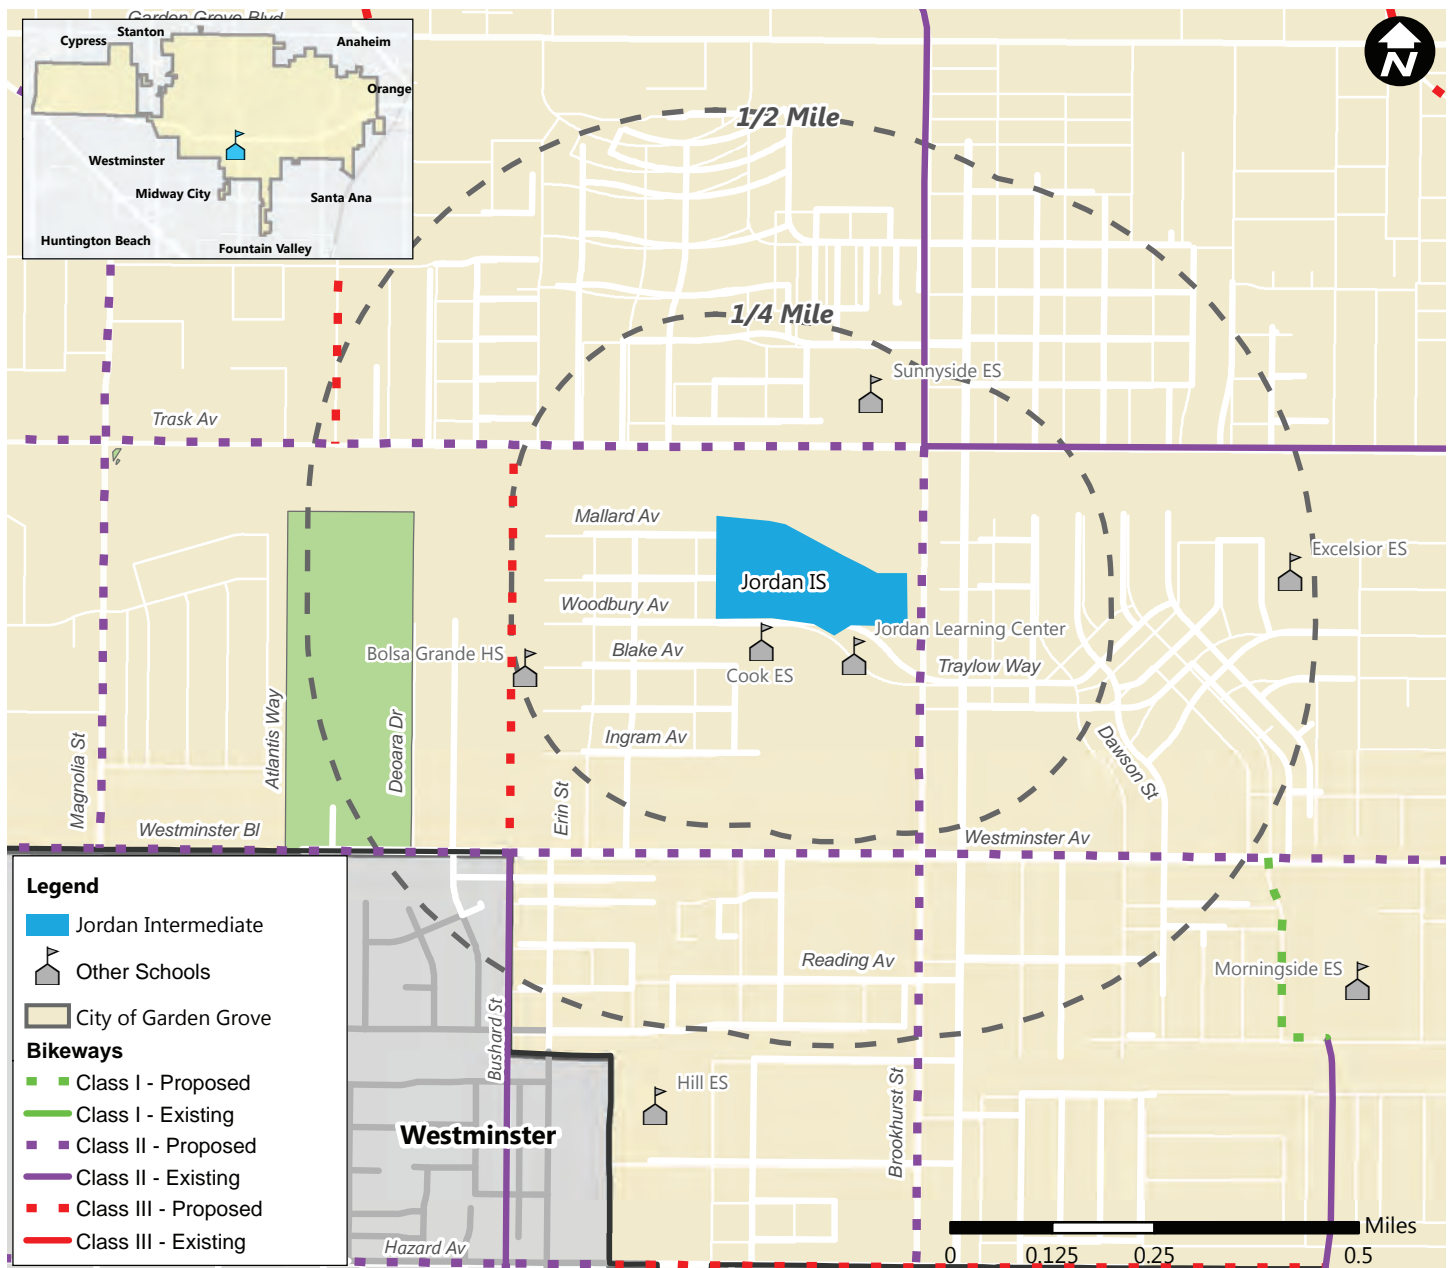 Garden Grove Blvd
Cypress
Stanton
Anaheim
Orange
Westminster
Midway City
Santa Ana
Huntington Beach
Fountain Valley
N
1/2 Mile
1/4 Mile
Sunnyside ES
Trask Av
Mallard Av
Jordan IS
Excelsior ES
Woodbury Av
Jordan Learning Center
Bolsa Grande HS
Blake Av
Cook ES
Traylow Way
Atlantis Way
Deoara Dr
Ingram Av
Magnolia St
Erin St
Dawson St
Westminster Bl
Westminster Av
Reading Av
Morningside ES
Bushard St
Hill ES
Brookhurst St
Westminster
Hazard Av
Legend
Jordan Intermediate
Other Schools
City of Garden Grove
Bikeways
Class I - Proposed
Class I - Existing
Class II - Proposed
Class II - Existing
Class III - Proposed
Class III - Existing
Miles
0 0.125 0.25 0.5